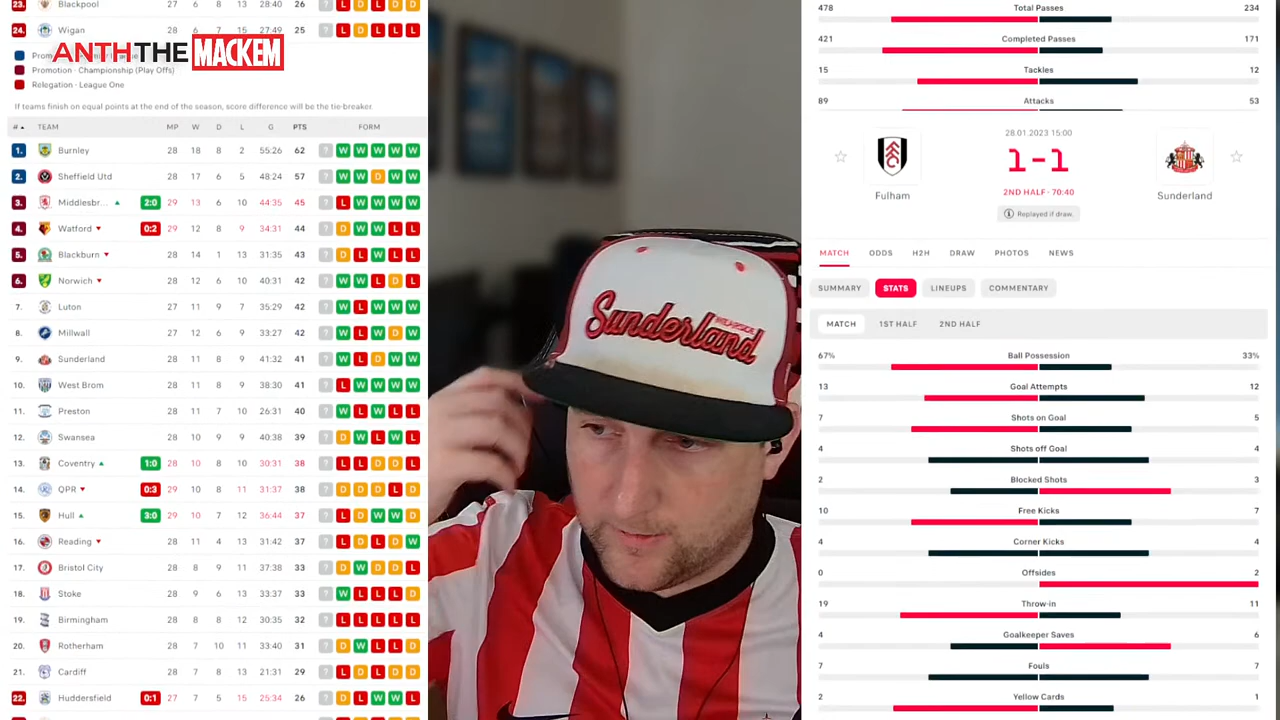 23. Blackpool 27 6 8 13 28:40 26 ? L D L D L
24. Wigan 28 6 7 15 27:49 25 ? L D L L L
ANTHTHE MACKEM
Promotion - Championship (Play Offs)
Relegation - League One
If teams finish on equal points at the end of the season, score difference will be the tie-breaker.
# TEAM MP W D L G PTS FORM
1. Burnley 28 18 8 2 55:26 62 ? W W W W W
2. Sheffield Utd 28 17 6 5 48:24 57 ? W W D W W
3. Middlesbr... 2:0 29 13 6 10 44:35 45 ? L W W W W
4. Watford 0:2 29 12 8 9 34:31 44 ? D W W L L
5. Blackburn 28 14 1 13 31:35 43 ? D L W L L
6. Norwich 28 12 6 10 40:31 42 ? W W L D L
7. Luton 27 11 9 7 35:29 42 ? W L W W W
8. Millwall 27 12 6 9 33:27 42 ? W L W D W
9. Sunderland 28 11 8 9 41:32 41 ? W L D W W
10. West Brom 28 11 8 9 38:30 41 ? L W W W W
11. Preston 28 11 7 10 26:31 40 ? W L W L L
12. Swansea 28 10 9 9 40:38 39 ? D W L W L
13. Coventry 1:0 28 10 8 10 30:31 38 ? L L D D L
14. QPR 0:3 29 10 8 11 31:37 38 ? D D D L D
15. Hull 3:0 29 10 7 12 36:44 37 ? L D W W D
16. Reading 28 11 4 13 31:42 37 ? L D L D W
17. Bristol City 28 8 9 11 37:38 33 ? D W D D L
18. Stoke 28 9 6 13 33:37 33 ? W L L L D
19. Birmingham 28 8 8 12 30:35 32 ? L L L L L
20. Rotherham 28 7 10 11 33:40 31 ? D W L L D
21. Cardiff 28 7 8 13 21:31 29 ? L D L D D
22. Huddersfield 0:1 27 7 5 15 25:34 26 ? D L W W L
Sunderland
478 Total Passes 234
421 Completed Passes 171
15 Tackles 12
89 Attacks 53
28.01.2023 15:00
1-1
Fulham Sunderland
2ND HALF - 70:40
Replayed if draw.
MATCH ODDS H2H DRAW PHOTOS NEWS
SUMMARY STATS LINEUPS COMMENTARY
MATCH 1ST HALF 2ND HALF
67% Ball Possession 33%
13 Goal Attempts 12
7 Shots on Goal 5
4 Shots off Goal 4
2 Blocked Shots 3
10 Free Kicks 7
4 Corner Kicks 4
0 Offsides 2
19 Throw-in 11
4 Goalkeeper Saves 6
7 Fouls 7
2 Yellow Cards 1